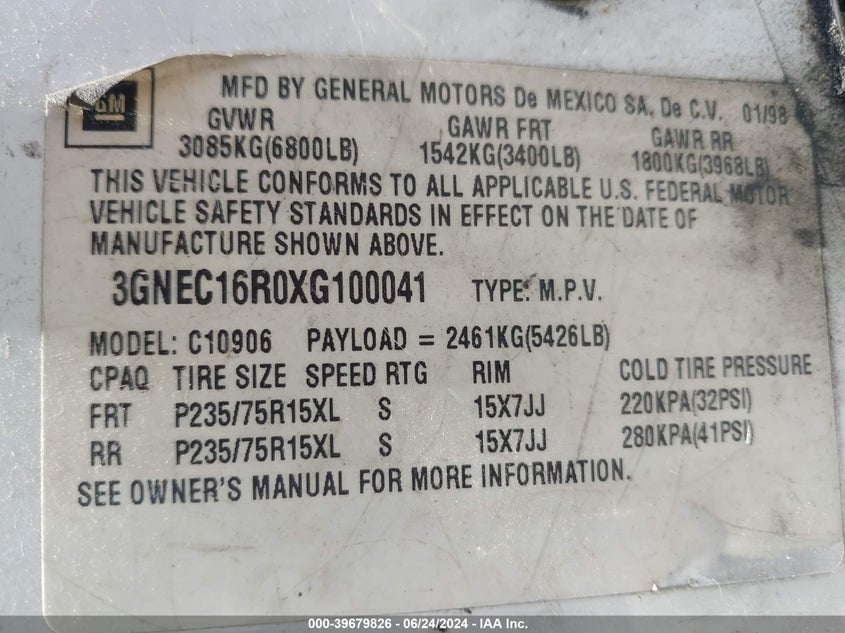 GM
MFD BY GENERAL MOTORS De MEXICO SA. De C.V. 01/98
GVWR GAWR FRT GAWR RR
3085KG(6800LB) 1542KG(3400LB) 1800KG(3968LB)
THIS VEHICLE CONFORMS TO ALL APPLICABLE U.S. FEDERAL MOTOR
VEHICLE SAFETY STANDARDS IN EFFECT ON THE DATE OF
MANUFACTURE SHOWN ABOVE.
3GNEC16R0XG100041 TYPE: M.P.V.
MODEL: C10906 PAYLOAD = 2461KG(5426LB)
CPAQ TIRE SIZE SPEED RTG RIM COLD TIRE PRESSURE
FRT P235/75R15XL S 15X7JJ 220KPA(32PSI)
RR P235/75R15XL S 15X7JJ 280KPA(41PSI)
SEE OWNER'S MANUAL FOR MORE INFORMATION.
000-39679826 - 06/24/2024 - IAA Inc.